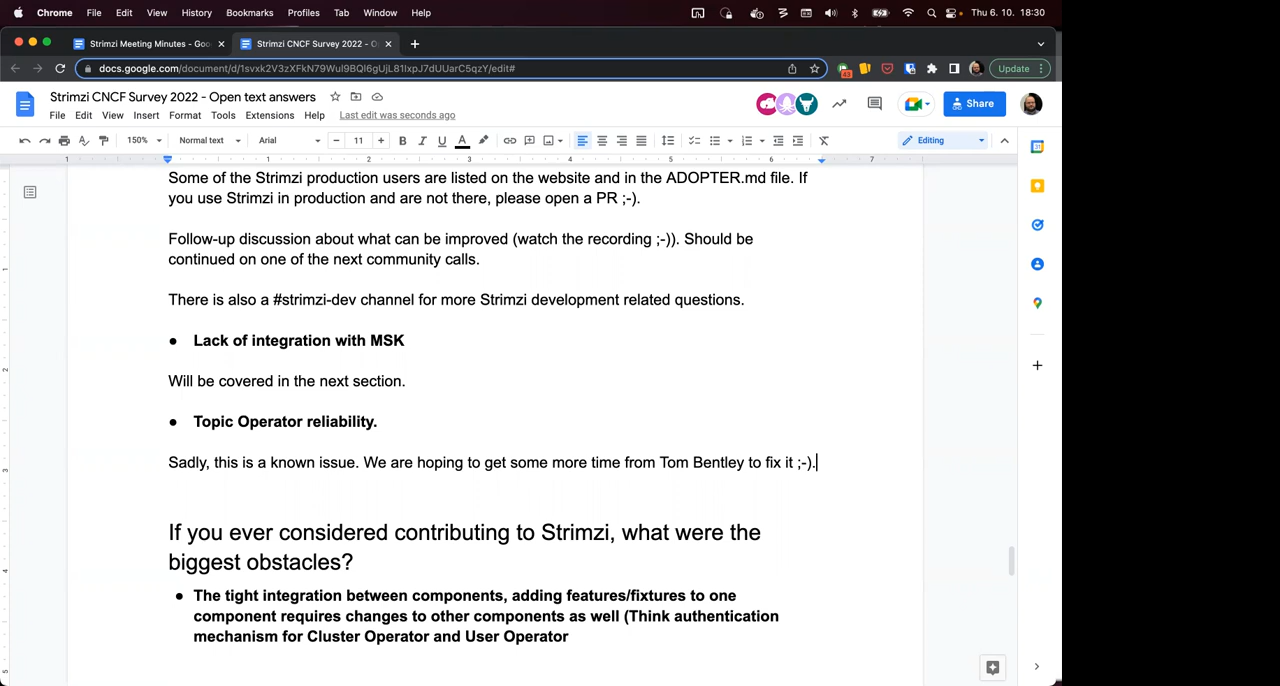 Chrome File Edit View History Bookmarks Profiles Tab Window Help Thu 6. 10. 18:30
Strimzi Meeting Minutes - Goo Strimzi CNCF Survey 2022 - O
docs.google.com/document/d/1svxk2V3zXFkN79WuI9BQI6gUjL81IxpJ7dUUarC5qzY/edit# 43 Update
Strimzi CNCF Survey 2022 - Open text answers Share
File Edit View Insert Format Tools Extensions Help Last edit was seconds ago
150% Normal text Arial 11 B I U A Editing
1 1 2 3 4 5 6 7
Some of the Strimzi production users are listed on the website and in the ADOPTER.md file. If
you use Strimzi in production and are not there, please open a PR ;-).
Follow-up discussion about what can be improved (watch the recording ;-)). Should be
continued on one of the next community calls.
There is also a #strimzi-dev channel for more Strimzi development related questions.
● Lack of integration with MSK
Will be covered in the next section.
● Topic Operator reliability.
Sadly, this is a known issue. We are hoping to get some more time from Tom Bentley to fix it ;-).
If you ever considered contributing to Strimzi, what were the
biggest obstacles?
● The tight integration between components, adding features/fixtures to one
component requires changes to other components as well (Think authentication
mechanism for Cluster Operator and User Operator